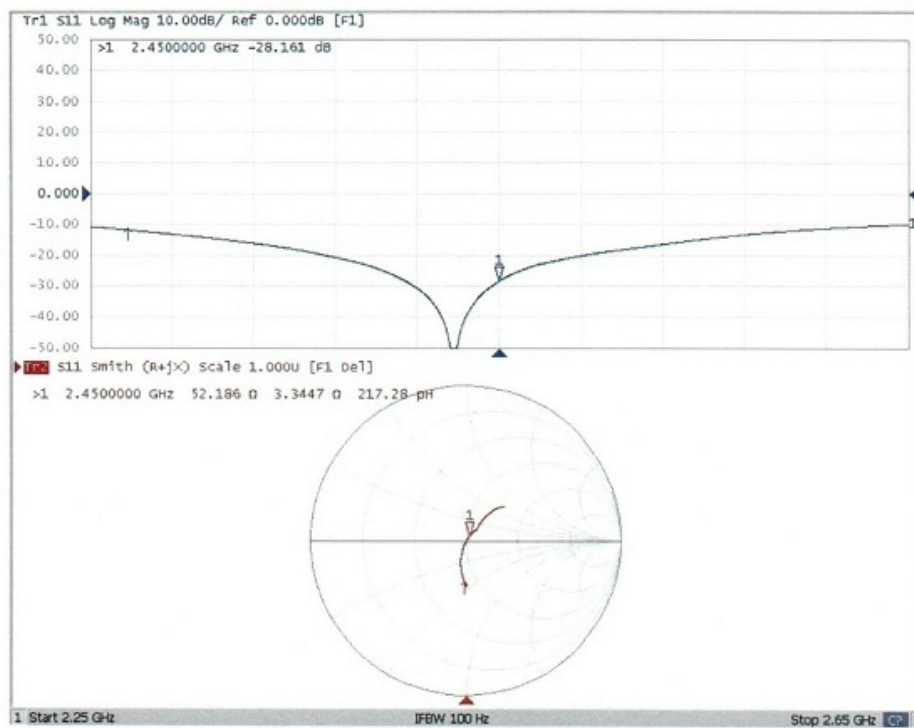 Tr1 S11 Log Mag 10.00dB/ Ref 0.000dB [F1]
50.00
>1 2.4500000 GHz -28.161 dB
40.00
30.00
20.00
10.00
0.000
-10.00
1
-20.00
1
-30.00
-40.00
-50.00
Tr2 S11 Smith (R+jX) Scale 1.000U [F1 Del]
>1 2.4500000 GHz 52.186 Ω 3.3447 Ω 217.28 pH
1
1 Start 2.25 GHz IFBW 100 Hz Stop 2.65 GHz C?